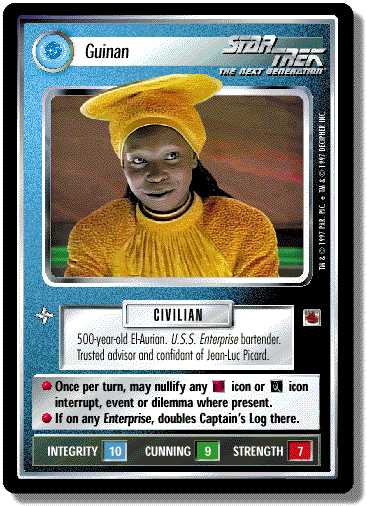 Guinan
STAR TREK
THE NEXT GENERATION®
TM & © 1997 PAR. PIC. ® TM & © 1997 DECIPHER INC.
CIVILIAN
500-year-old El-Aurian. U.S.S. Enterprise bartender.
Trusted advisor and confidant of Jean-Luc Picard.
Once per turn, may nullify any icon or Q icon
interrupt, event or dilemma where present.
If on any Enterprise, doubles Captain's Log there.
INTEGRITY 10 CUNNING 9 STRENGTH 7